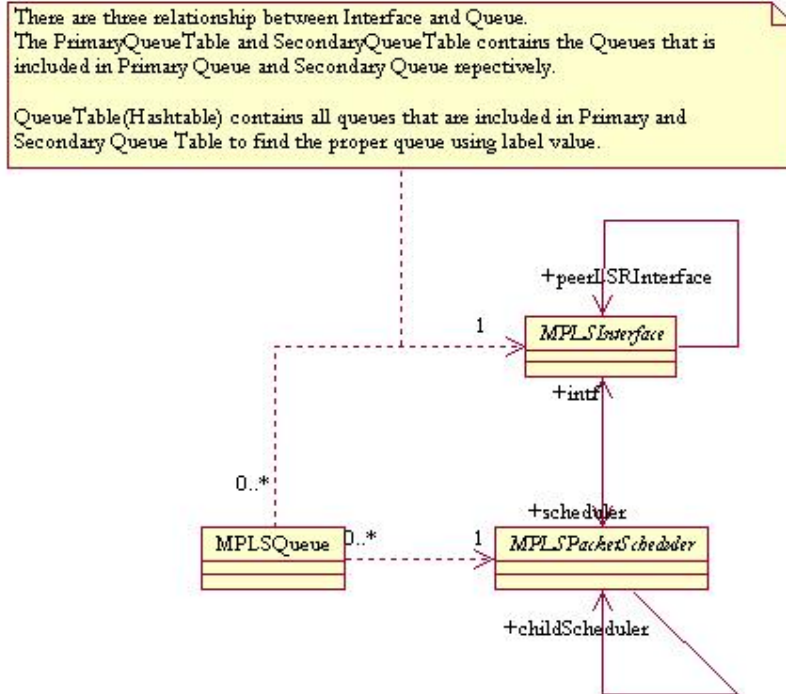 There are three relationship between Interface and Queue.
The PrimaryQueueTable and SecondaryQueueTable contains the Queues that is
included in Primary Queue and Secondary Queue repectively.
QueueTable(Hashtable) contains all queues that are included in Primary and
Secondary Queue Table to find the proper queue using label value.
+peerLSRInterface
1
MPLSInterface
+intf
0..*
+scheduler
MPLSQueue
0..*
1
MPLSPacketScheduler
+childScheduler